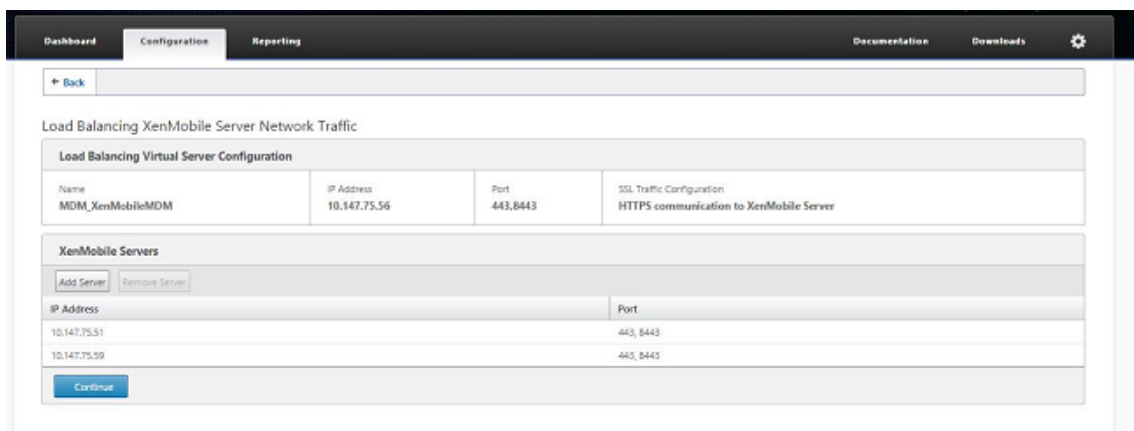 Dashboard Configuration Reporting Documentation Downloads
← Back
Load Balancing XenMobile Server Network Traffic
Load Balancing Virtual Server Configuration
Name IP Address Port SSL Traffic Configuration
MDM_XenMobileMDM 10.147.75.56 443,8443 HTTPS communication to XenMobile Server
XenMobile Servers
Add Server Remove Server
IP Address Port
10.147.75.51 443, 8443
10.147.75.59 443, 8443
Continue